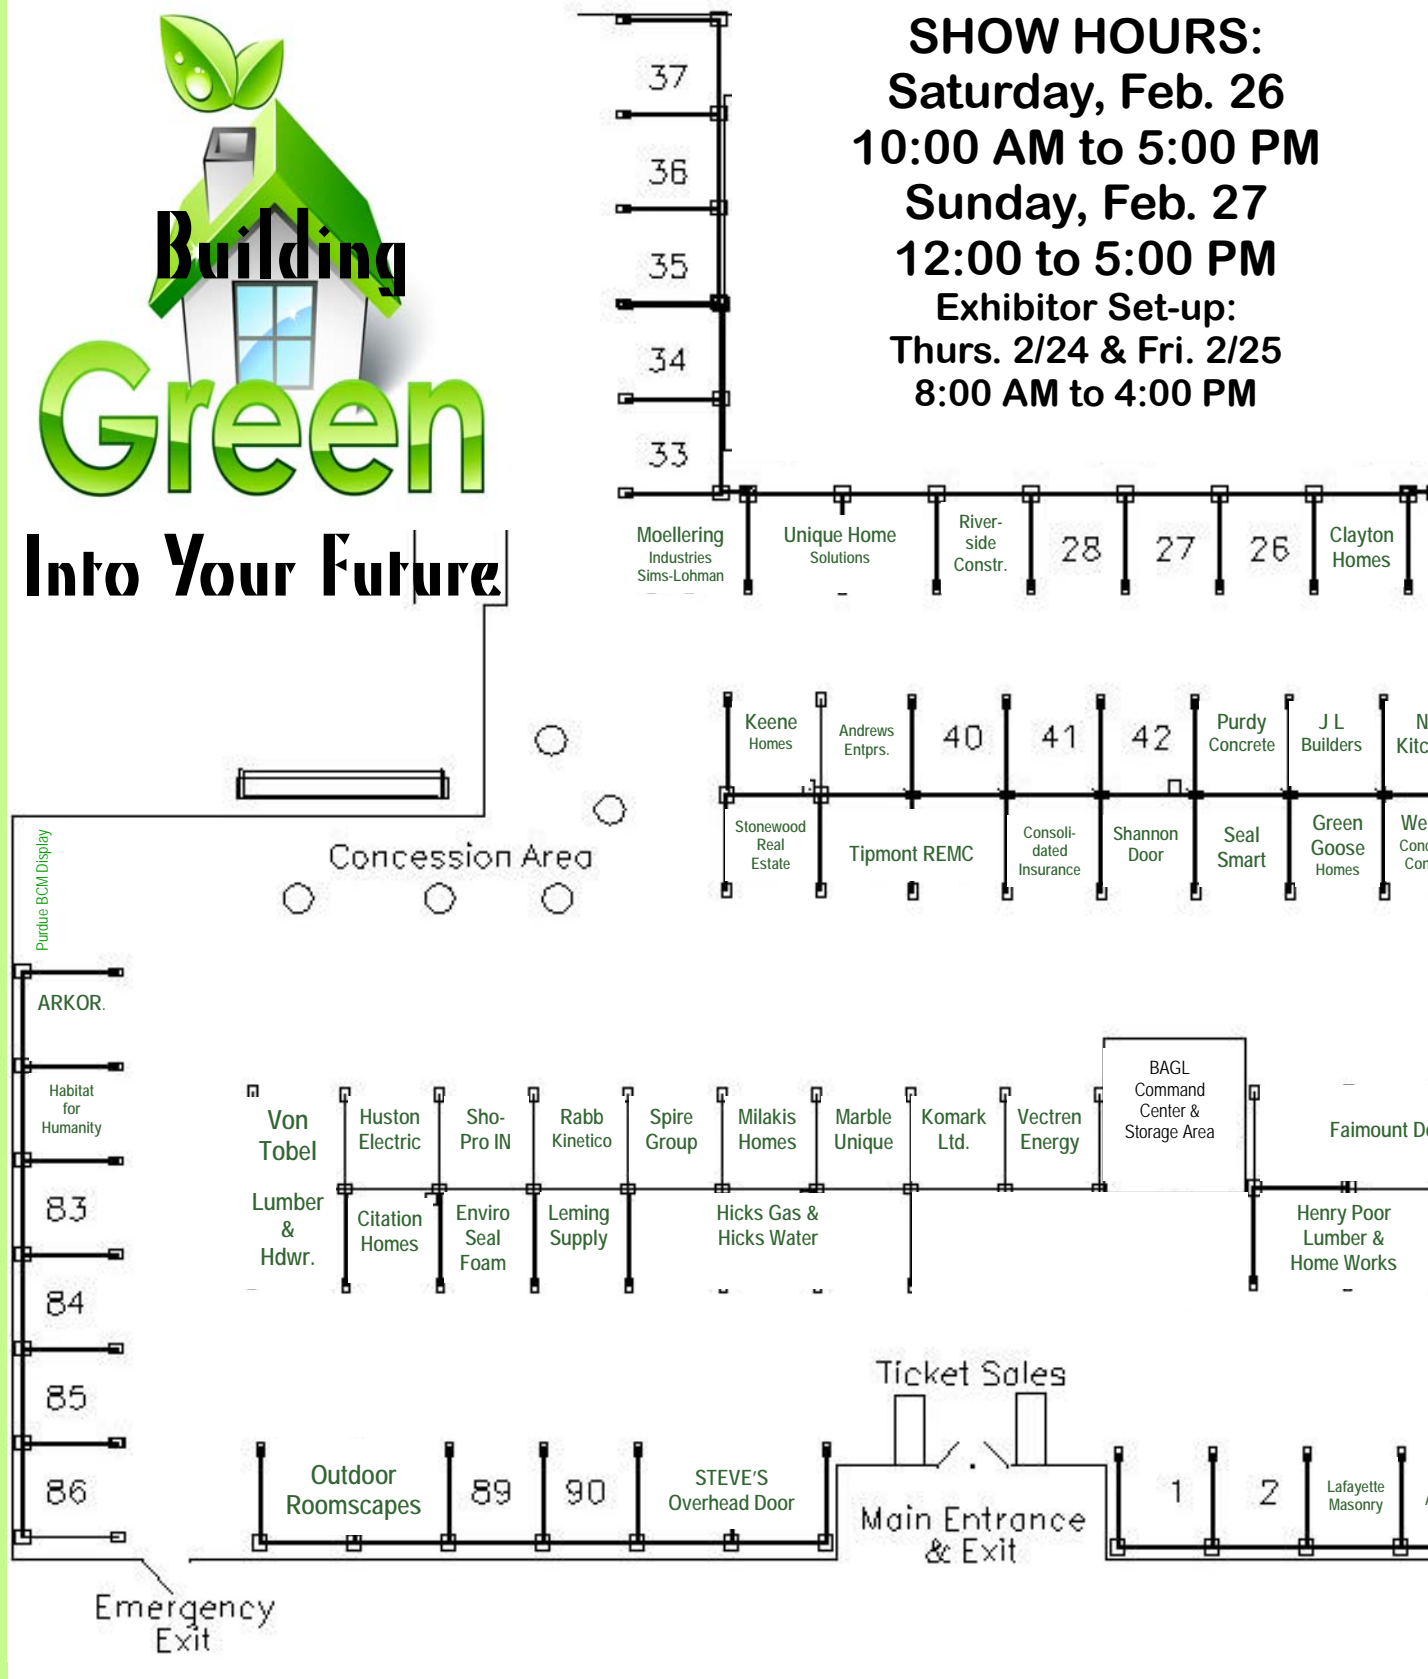 Building
Green
Into Your Future
SHOW HOURS:
Saturday, Feb. 26
10:00 AM to 5:00 PM
Sunday, Feb. 27
12:00 to 5:00 PM
Exhibitor Set-up:
Thurs. 2/24 & Fri. 2/25
8:00 AM to 4:00 PM
37
36
35
34
33
Moellering
Industries
Sims-Lohman
Unique Home
Solutions
River-
side
Constr.
28
27
26
Clayton
Homes
Keene
Homes
Andrews
Entprs.
40
41
42
Purdy
Concrete
J L
Builders
Stonewood
Real
Estate
Tipmont REMC
Consoli-
dated
Insurance
Shannon
Door
Seal
Smart
Green
Goose
Homes
Concession Area
Purdue BCM Display
ARKOR.
Habitat
for
Humanity
83
84
85
86
Von
Tobel
Lumber
&
Hdwr.
Huston
Electric
Sho-
Pro IN
Rabb
Kinetico
Spire
Group
Milakis
Homes
Marble
Unique
Komark
Ltd.
Vectren
Energy
BAGL
Command
Center &
Storage Area
Faimount
Citation
Homes
Enviro
Seal
Foam
Leming
Supply
Hicks Gas &
Hicks Water
Henry Poor
Lumber &
Home Works
Ticket Sales
Outdoor
Roomscapes
89
90
STEVE'S
Overhead Door
Main Entrance
& Exit
1
2
Lafayette
Masonry
Emergency
Exit